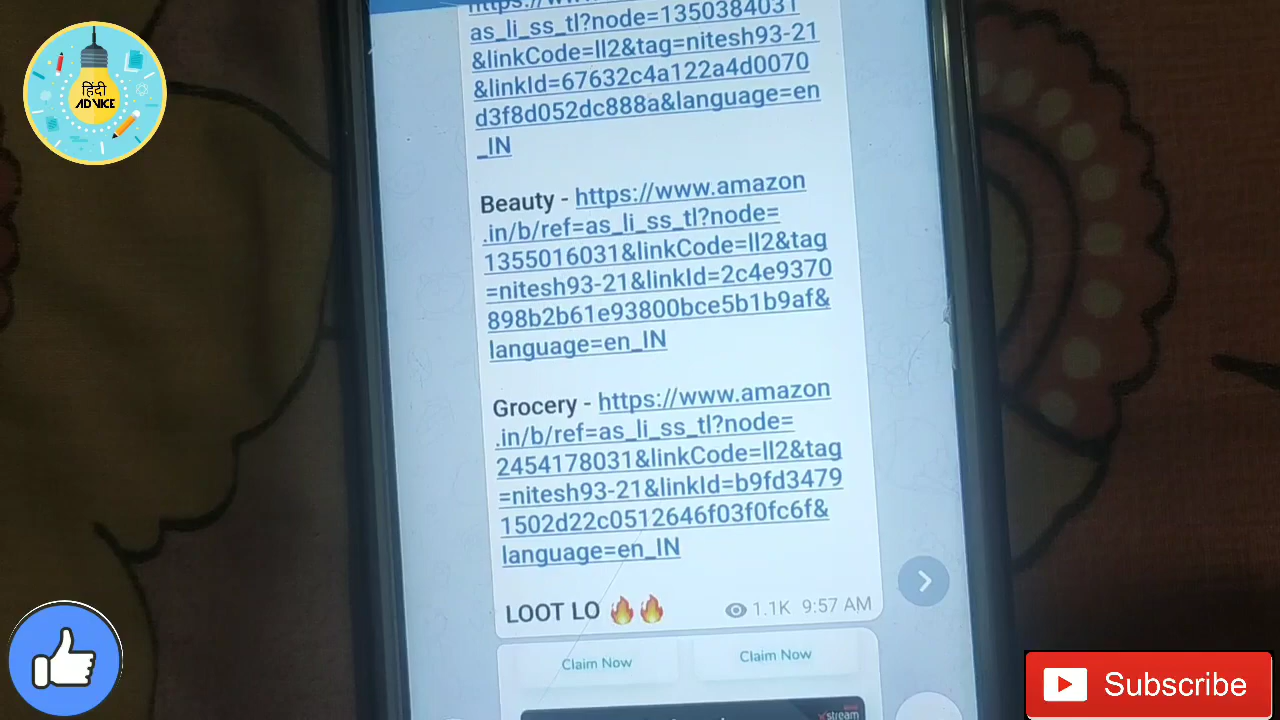 हिंदी
ADVICE
as_li_ss_tl?node=1350384031
&linkCode=ll2&tag=nitesh93-21
&linkId=67632c4a122a4d0070
d3f8d052dc888a&language=en
_IN
Beauty - https://www.amazon
.in/b/ref=as_li_ss_tl?node=
1355016031&linkCode=ll2&tag
=nitesh93-21&linkId=2c4e9370
898b2b61e93800bce5b1b9af&
language=en_IN
Grocery - https://www.amazon
.in/b/ref=as_li_ss_tl?node=
2454178031&linkCode=ll2&tag
=nitesh93-21&linkId=b9fd3479
1502d22c0512646f03f0fc6f&
language=en_IN
LOOT LO 🔥🔥 1.1K 9:57 AM
Claim Now Claim Now
Xstream
Subscribe